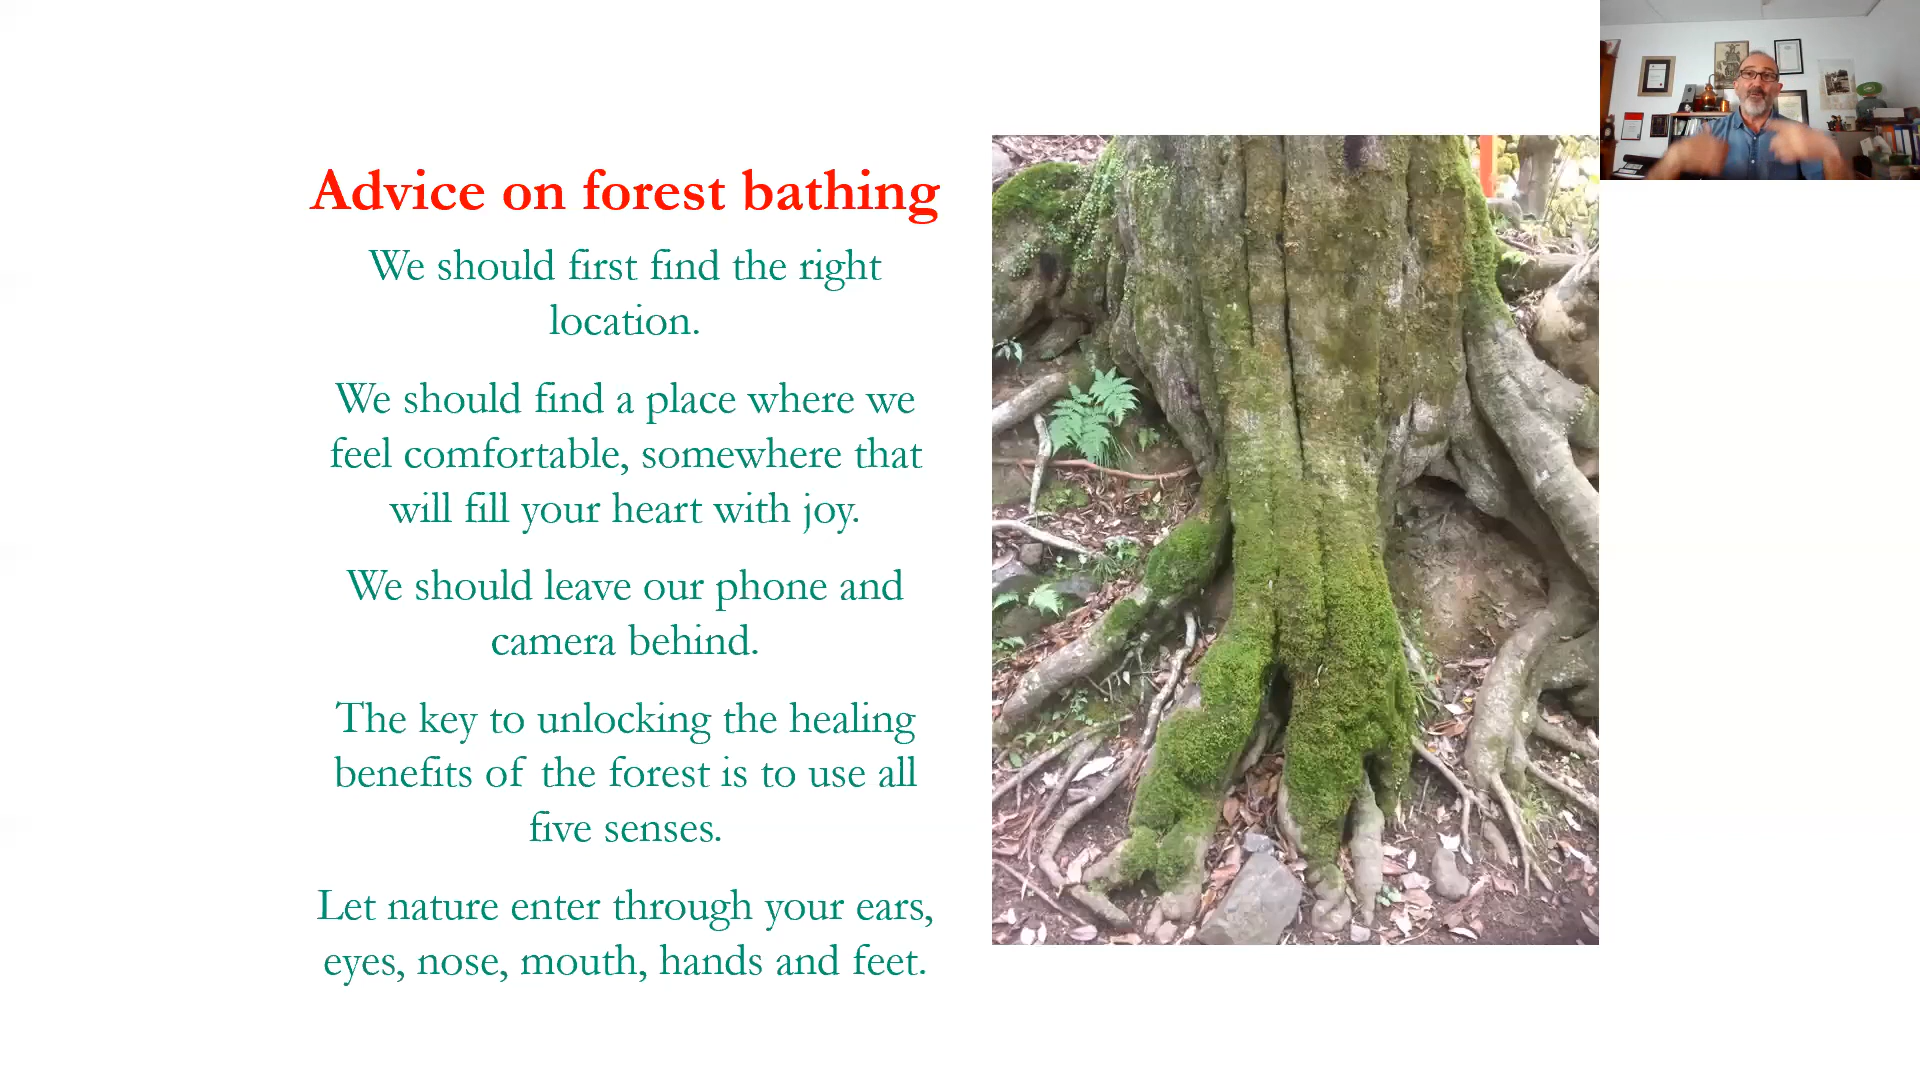 Advice on forest bathing
We should first find the right
location.
We should find a place where we
feel comfortable, somewhere that
will fill your heart with joy.
We should leave our phone and
camera behind.
The key to unlocking the healing
benefits of the forest is to use all
five senses.
Let nature enter through your ears,
eyes, nose, mouth, hands and feet.